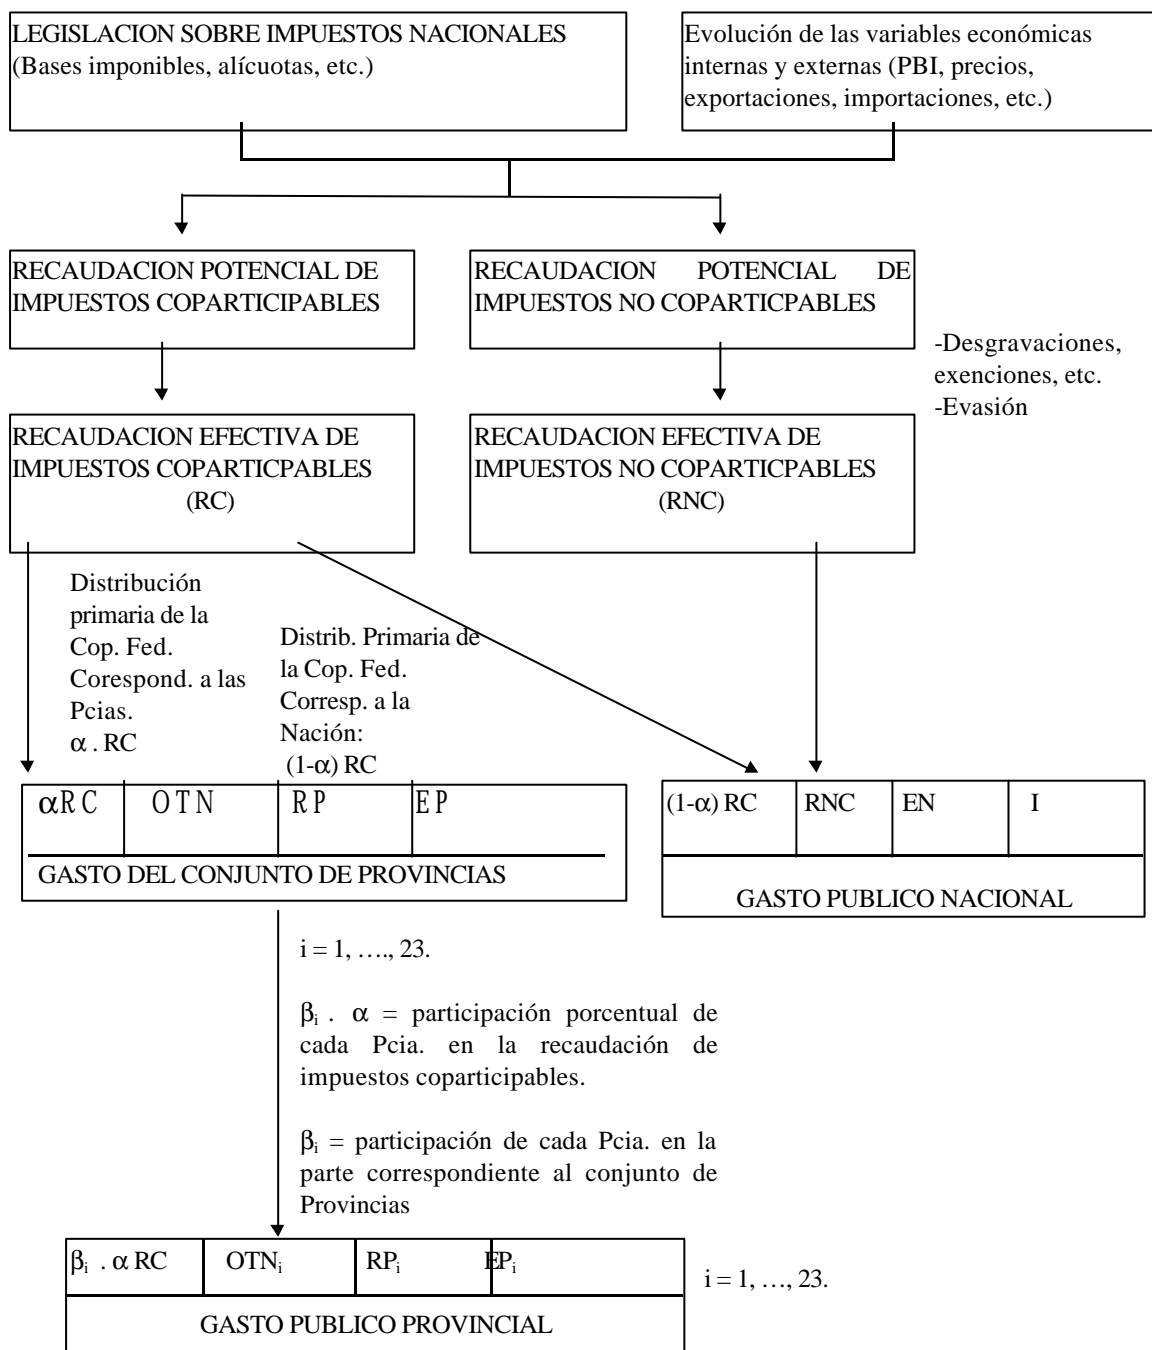 LEGISLACION SOBRE IMPUESTOS NACIONALES
(Bases imponibles, alícuotas, etc.)
Evolución de las variables económicas
internas y externas (PBI, precios,
exportaciones, importaciones, etc.)
RECAUDACION POTENCIAL DE
IMPUESTOS COPARTICIPABLES
RECAUDACION POTENCIAL DE
IMPUESTOS NO COPARTICPABLES
-Desgravaciones,
exenciones, etc.
-Evasión
RECAUDACION EFECTIVA DE
IMPUESTOS COPARTICPABLES
(RC)
RECAUDACION EFECTIVA DE
IMPUESTOS NO COPARTICPABLES
(RNC)
Distribución
primaria de la
Cop. Fed.
Corespond. a las
Pcias.
α . RC
Distrib. Primaria de
la Cop. Fed.
Corresp. a la
Nación:
(1-α) RC
αRC OTN RP EP
GASTO DEL CONJUNTO DE PROVINCIAS
(1-α) RC RNC EN I
GASTO PUBLICO NACIONAL
i = 1, …., 23.
βi . α = participación porcentual de
cada Pcia. en la recaudación de
impuestos coparticipables.
βi = participación de cada Pcia. en la
parte correspondiente al conjunto de
Provincias
βi . α RC OTNi RPi EPi
GASTO PUBLICO PROVINCIAL
i = 1, …, 23.